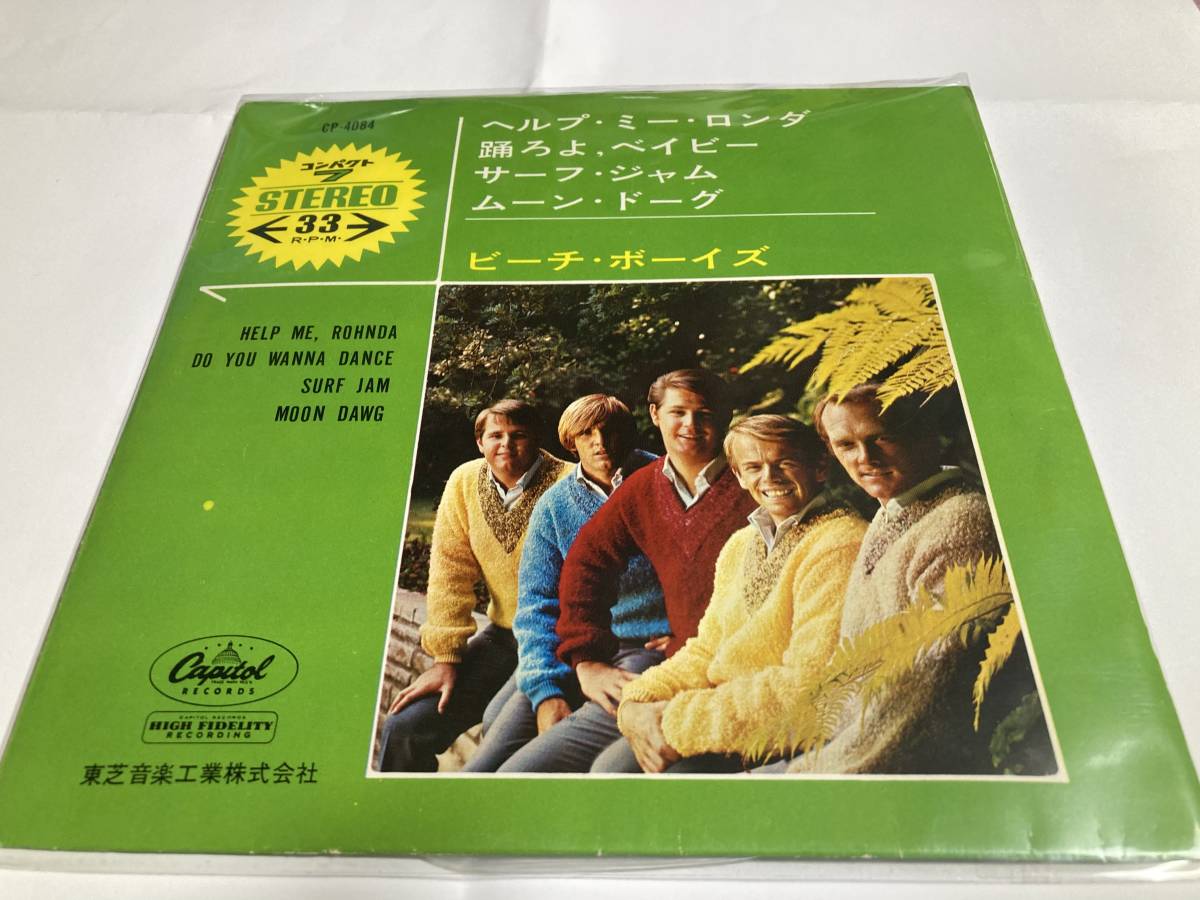 CP-4084
コンパクト
7
STEREO
33
R·P·M·
ヘルプ・ミー・ロンダ
踊ろよ,ベイビー
サーフ・ジャム
ムーン・ドーグ
ビーチ・ボーイズ
HELP ME, ROHNDA
DO YOU WANNA DANCE
SURF JAM
MOON DAWG
Capitol
RECORDS
CAPITOL RECORDS
HIGH FIDELITY
RECORDING
東芝音楽工業株式会社